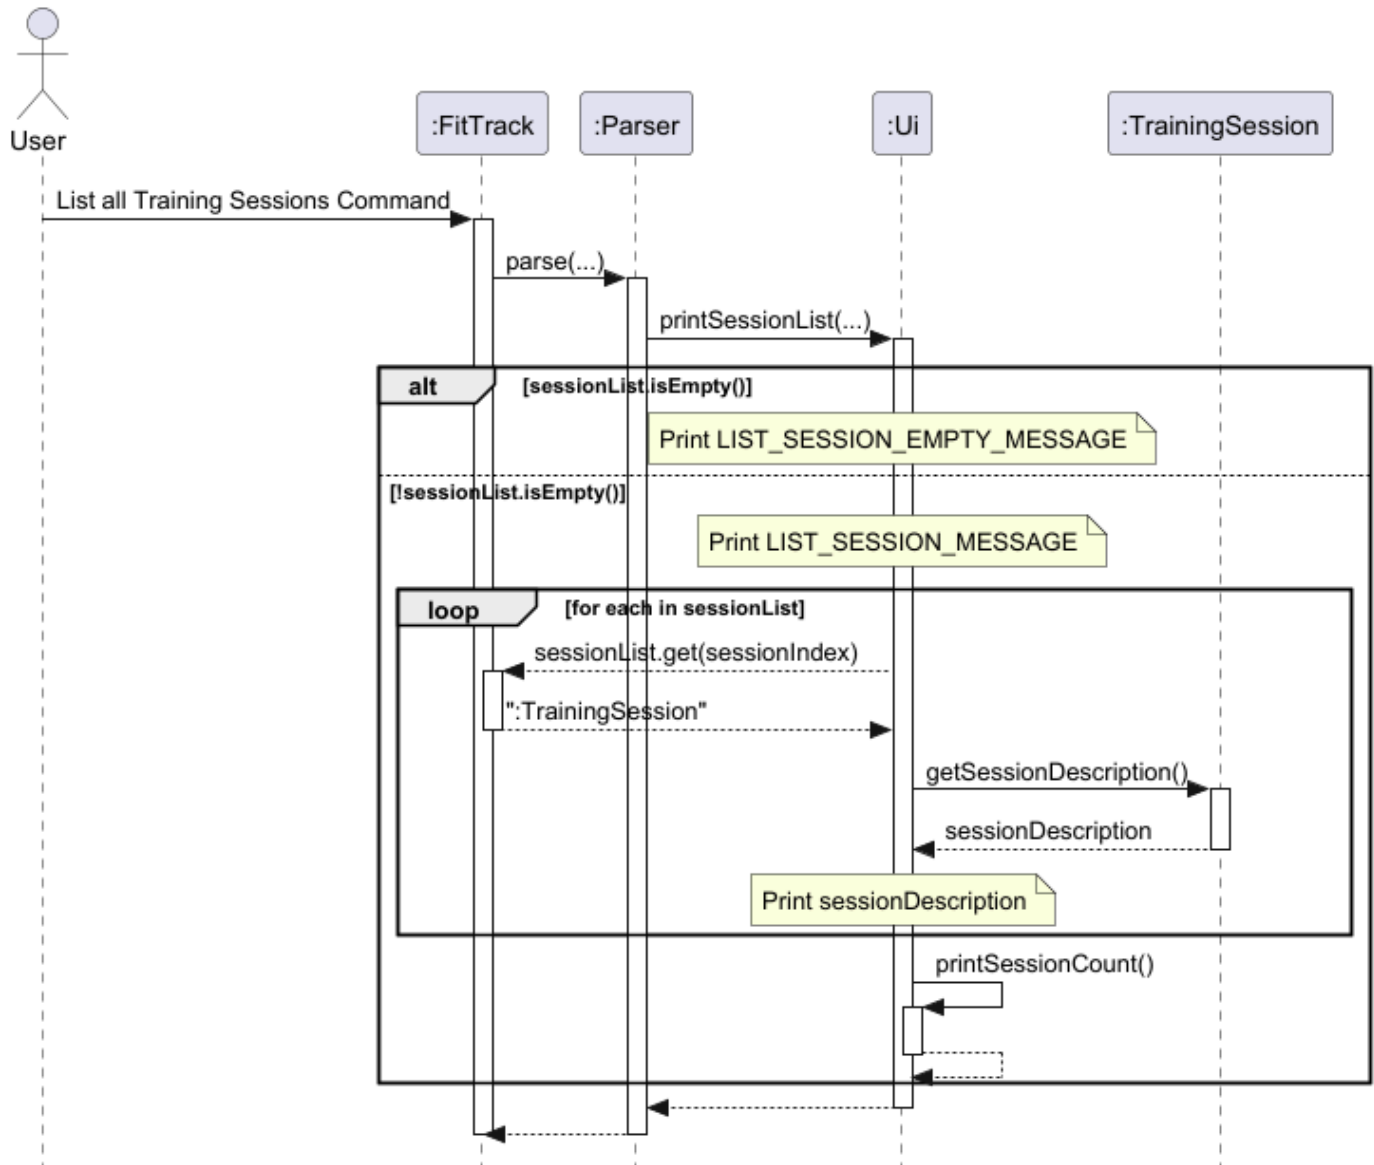 User
:FitTrack
:Parser
:Ui
:TrainingSession
List all Training Sessions Command
parse(...)
printSessionList(...)
alt
[sessionList.isEmpty()]
Print LIST_SESSION_EMPTY_MESSAGE
[!sessionList.isEmpty()]
Print LIST_SESSION_MESSAGE
loop
[for each in sessionList]
sessionList.get(sessionIndex)
":TrainingSession"
getSessionDescription()
sessionDescription
Print sessionDescription
printSessionCount()